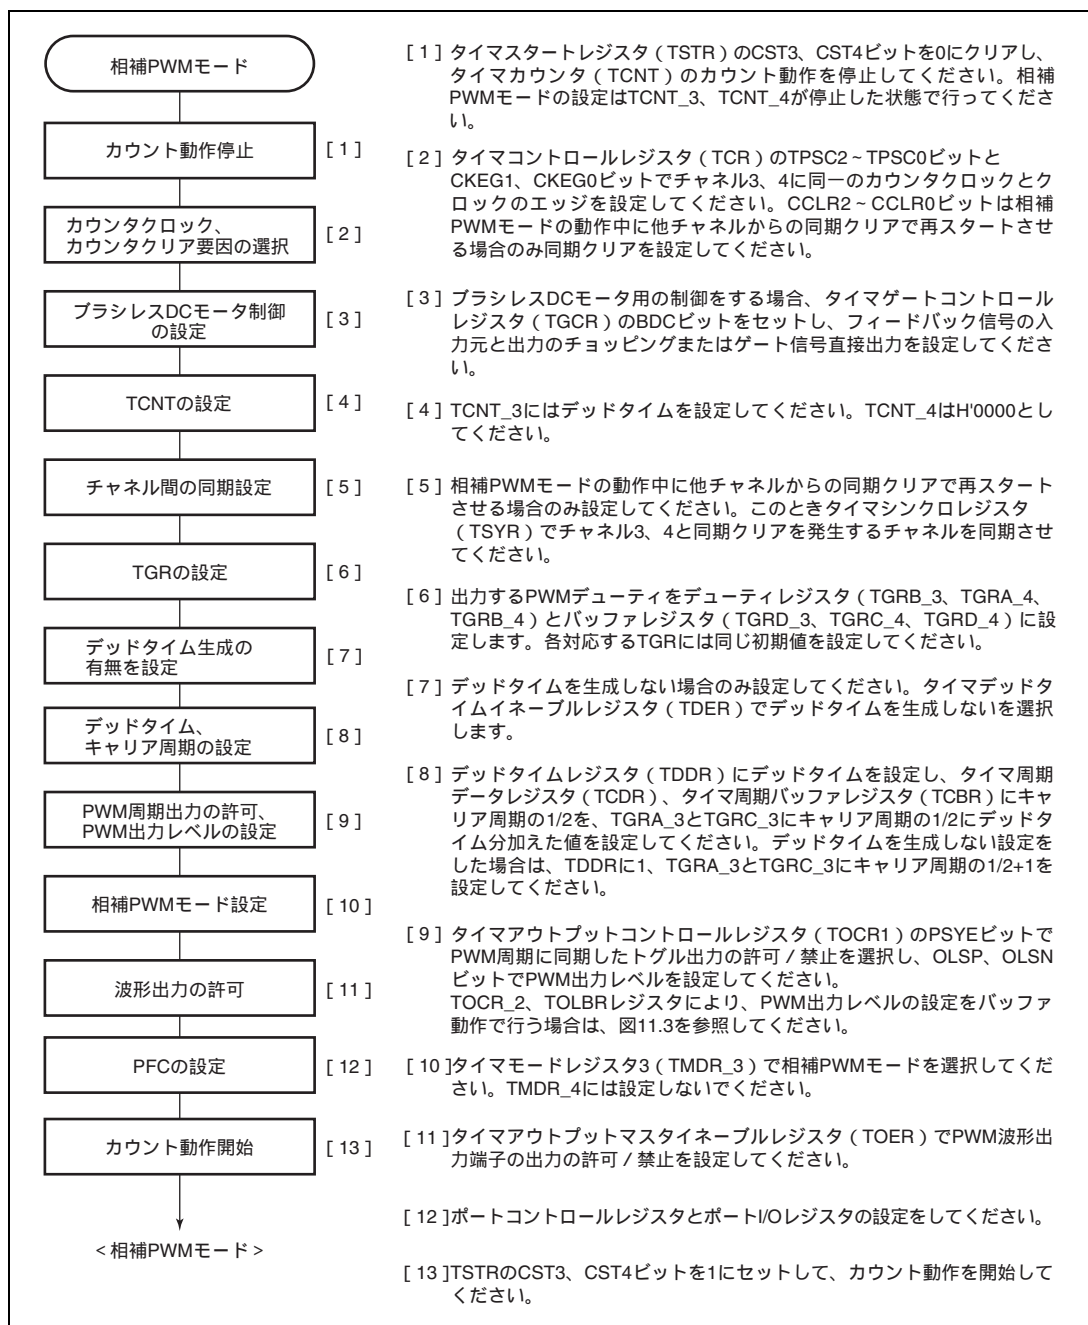 相補PWMモード
カウント動作停止
[ 1 ]
カウンタクロック、
カウンタクリア要因の選択
[ 2 ]
ブラシレスDCモータ制御
の設定
[ 3 ]
TCNTの設定
[ 4 ]
チャネル間の同期設定
[ 5 ]
TGRの設定
[ 6 ]
デッドタイム生成の
有無を設定
[ 7 ]
デッドタイム、
キャリア周期の設定
[ 8 ]
PWM周期出力の許可、
PWM出力レベルの設定
[ 9 ]
相補PWMモード設定
[ 10 ]
波形出力の許可
[ 11 ]
PFCの設定
[ 12 ]
カウント動作開始
[ 13 ]
<相補PWMモード>
[ 1 ] タイマスタートレジスタ(TSTR)のCST3、CST4ビットを0にクリアし、
タイマカウンタ(TCNT)のカウント動作を停止してください。相補
PWMモードの設定はTCNT_3、TCNT_4が停止した状態で行ってくださ
い。
[ 2 ] タイマコントロールレジスタ(TCR)のTPSC2~TPSC0ビットと
CKEG1、CKEG0ビットでチャネル3、4に同一のカウンタクロックとク
ロックのエッジを設定してください。CCLR2~CCLR0ビットは相補
PWMモードの動作中に他チャネルからの同期クリアで再スタートさせ
る場合のみ同期クリアを設定してください。
[ 3 ] ブラシレスDCモータ用の制御をする場合、タイマゲートコントロール
レジスタ(TGCR)のBDCビットをセットし、フィードバック信号の入
力元と出力のチョッピングまたはゲート信号直接出力を設定してくださ
い。
[ 4 ] TCNT_3にはデッドタイムを設定してください。TCNT_4はH'0000とし
てください。
[ 5 ] 相補PWMモードの動作中に他チャネルからの同期クリアで再スタート
させる場合のみ設定してください。このときタイマシンクロレジスタ
(TSYR)でチャネル3、4と同期クリアを発生するチャネルを同期させ
てください。
[ 6 ] 出力するPWMデューティをデューティレジスタ(TGRB_3、TGRA_4、
TGRB_4)とバッファレジスタ(TGRD_3、TGRC_4、TGRD_4)に設
定します。各対応するTGRには同じ初期値を設定してください。
[ 7 ] デッドタイムを生成しない場合のみ設定してください。タイマデッドタ
イムイネーブルレジスタ(TDER)でデッドタイムを生成しないを選択
します。
[ 8 ] デッドタイムレジスタ(TDDR)にデッドタイムを設定し、タイマ周期
データレジスタ(TCDR)、タイマ周期バッファレジスタ(TCBR)にキャ
リア周期の1/2を、TGRA_3とTGRC_3にキャリア周期の1/2にデッドタ
イム分加えた値を設定してください。デッドタイムを生成しない設定を
した場合は、TDDRに1、TGRA_3とTGRC_3にキャリア周期の1/2+1を
設定してください。
[ 9 ] タイマアウトプットコントロールレジスタ(TOCR1)のPSYEビットで
PWM周期に同期したトグル出力の許可/禁止を選択し、OLSP、OLSN
ビットでPWM出力レベルを設定してください。
TOCR_2、TOLBRレジスタにより、PWM出力レベルの設定をバッファ
動作で行う場合は、図11.3を参照してください。
[ 10 ]タイマモードレジスタ3(TMDR_3)で相補PWMモードを選択してくだ
さい。TMDR_4には設定しないでください。
[ 11 ]タイマアウトプットマスタイネーブルレジスタ(TOER)でPWM波形出
力端子の出力の許可/禁止を設定してください。
[ 12 ]ポートコントロールレジスタとポートI/Oレジスタの設定をしてください。
[ 13 ]TSTRのCST3、CST4ビットを1にセットして、カウント動作を開始して
ください。